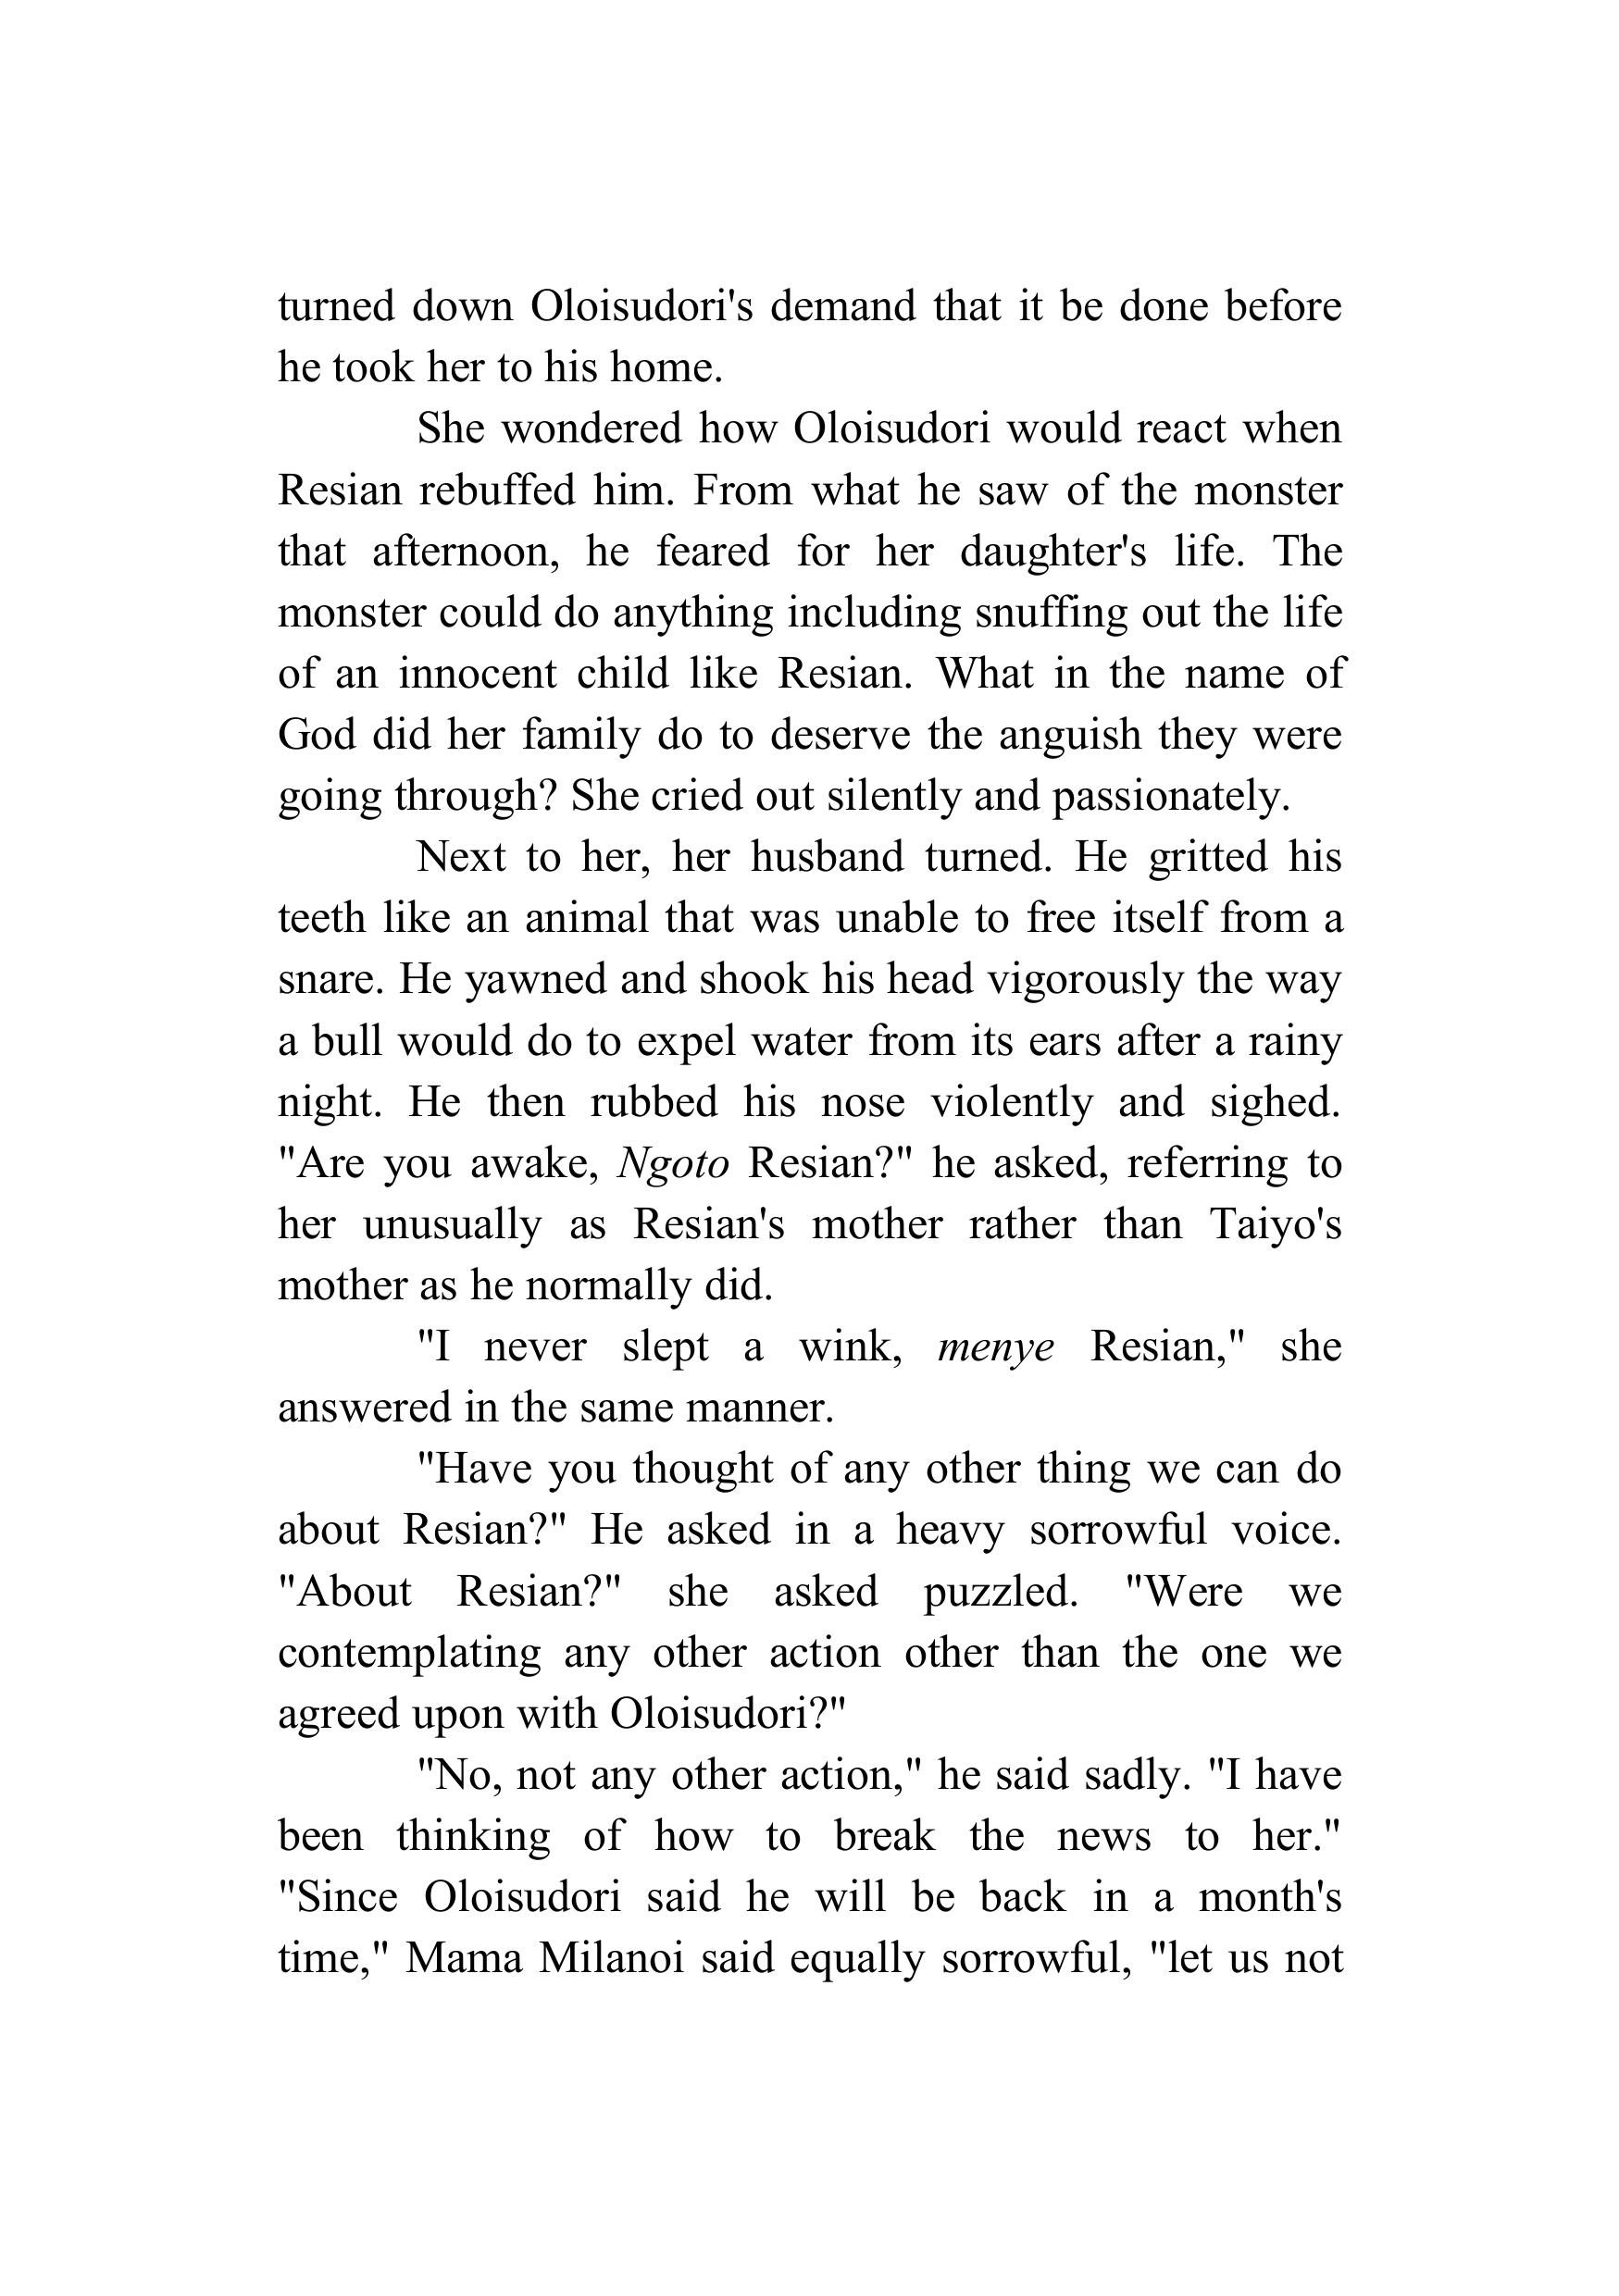 turned down Oloisudori's demand that it be done before
he took her to his home.
She wondered how Oloisudori would react when
Resian rebuffed him. From what he saw of the monster
that afternoon, he feared for her daughter's life. The
monster could do anything including snuffing out the life
of an innocent child like Resian. What in the name of
God did her family do to deserve the anguish they were
going through? She cried out silently and passionately.
Next to her, her husband turned. He gritted his
teeth like an animal that was unable to free itself from a
snare. He yawned and shook his head vigorously the way
a bull would do to expel water from its ears after a rainy
night. He then rubbed his nose violently and sighed.
"Are you awake, Ngoto Resian?" he asked, referring to
her unusually as Resian's mother rather than Taiyo's
mother as he normally did.
"I never slept a wink, menye Resian," she
answered in the same manner.
"Have you thought of any other thing we can do
about Resian?" He asked in a heavy sorrowful voice.
"About Resian?" she asked puzzled. "Were we
contemplating any other action other than the one we
agreed upon with Oloisudori?"
"No, not any other action," he said sadly. "I have
been thinking of how to break the news to her."
"Since Oloisudori said he will be back in a month's
time," Mama Milanoi said equally sorrowful, "let us not